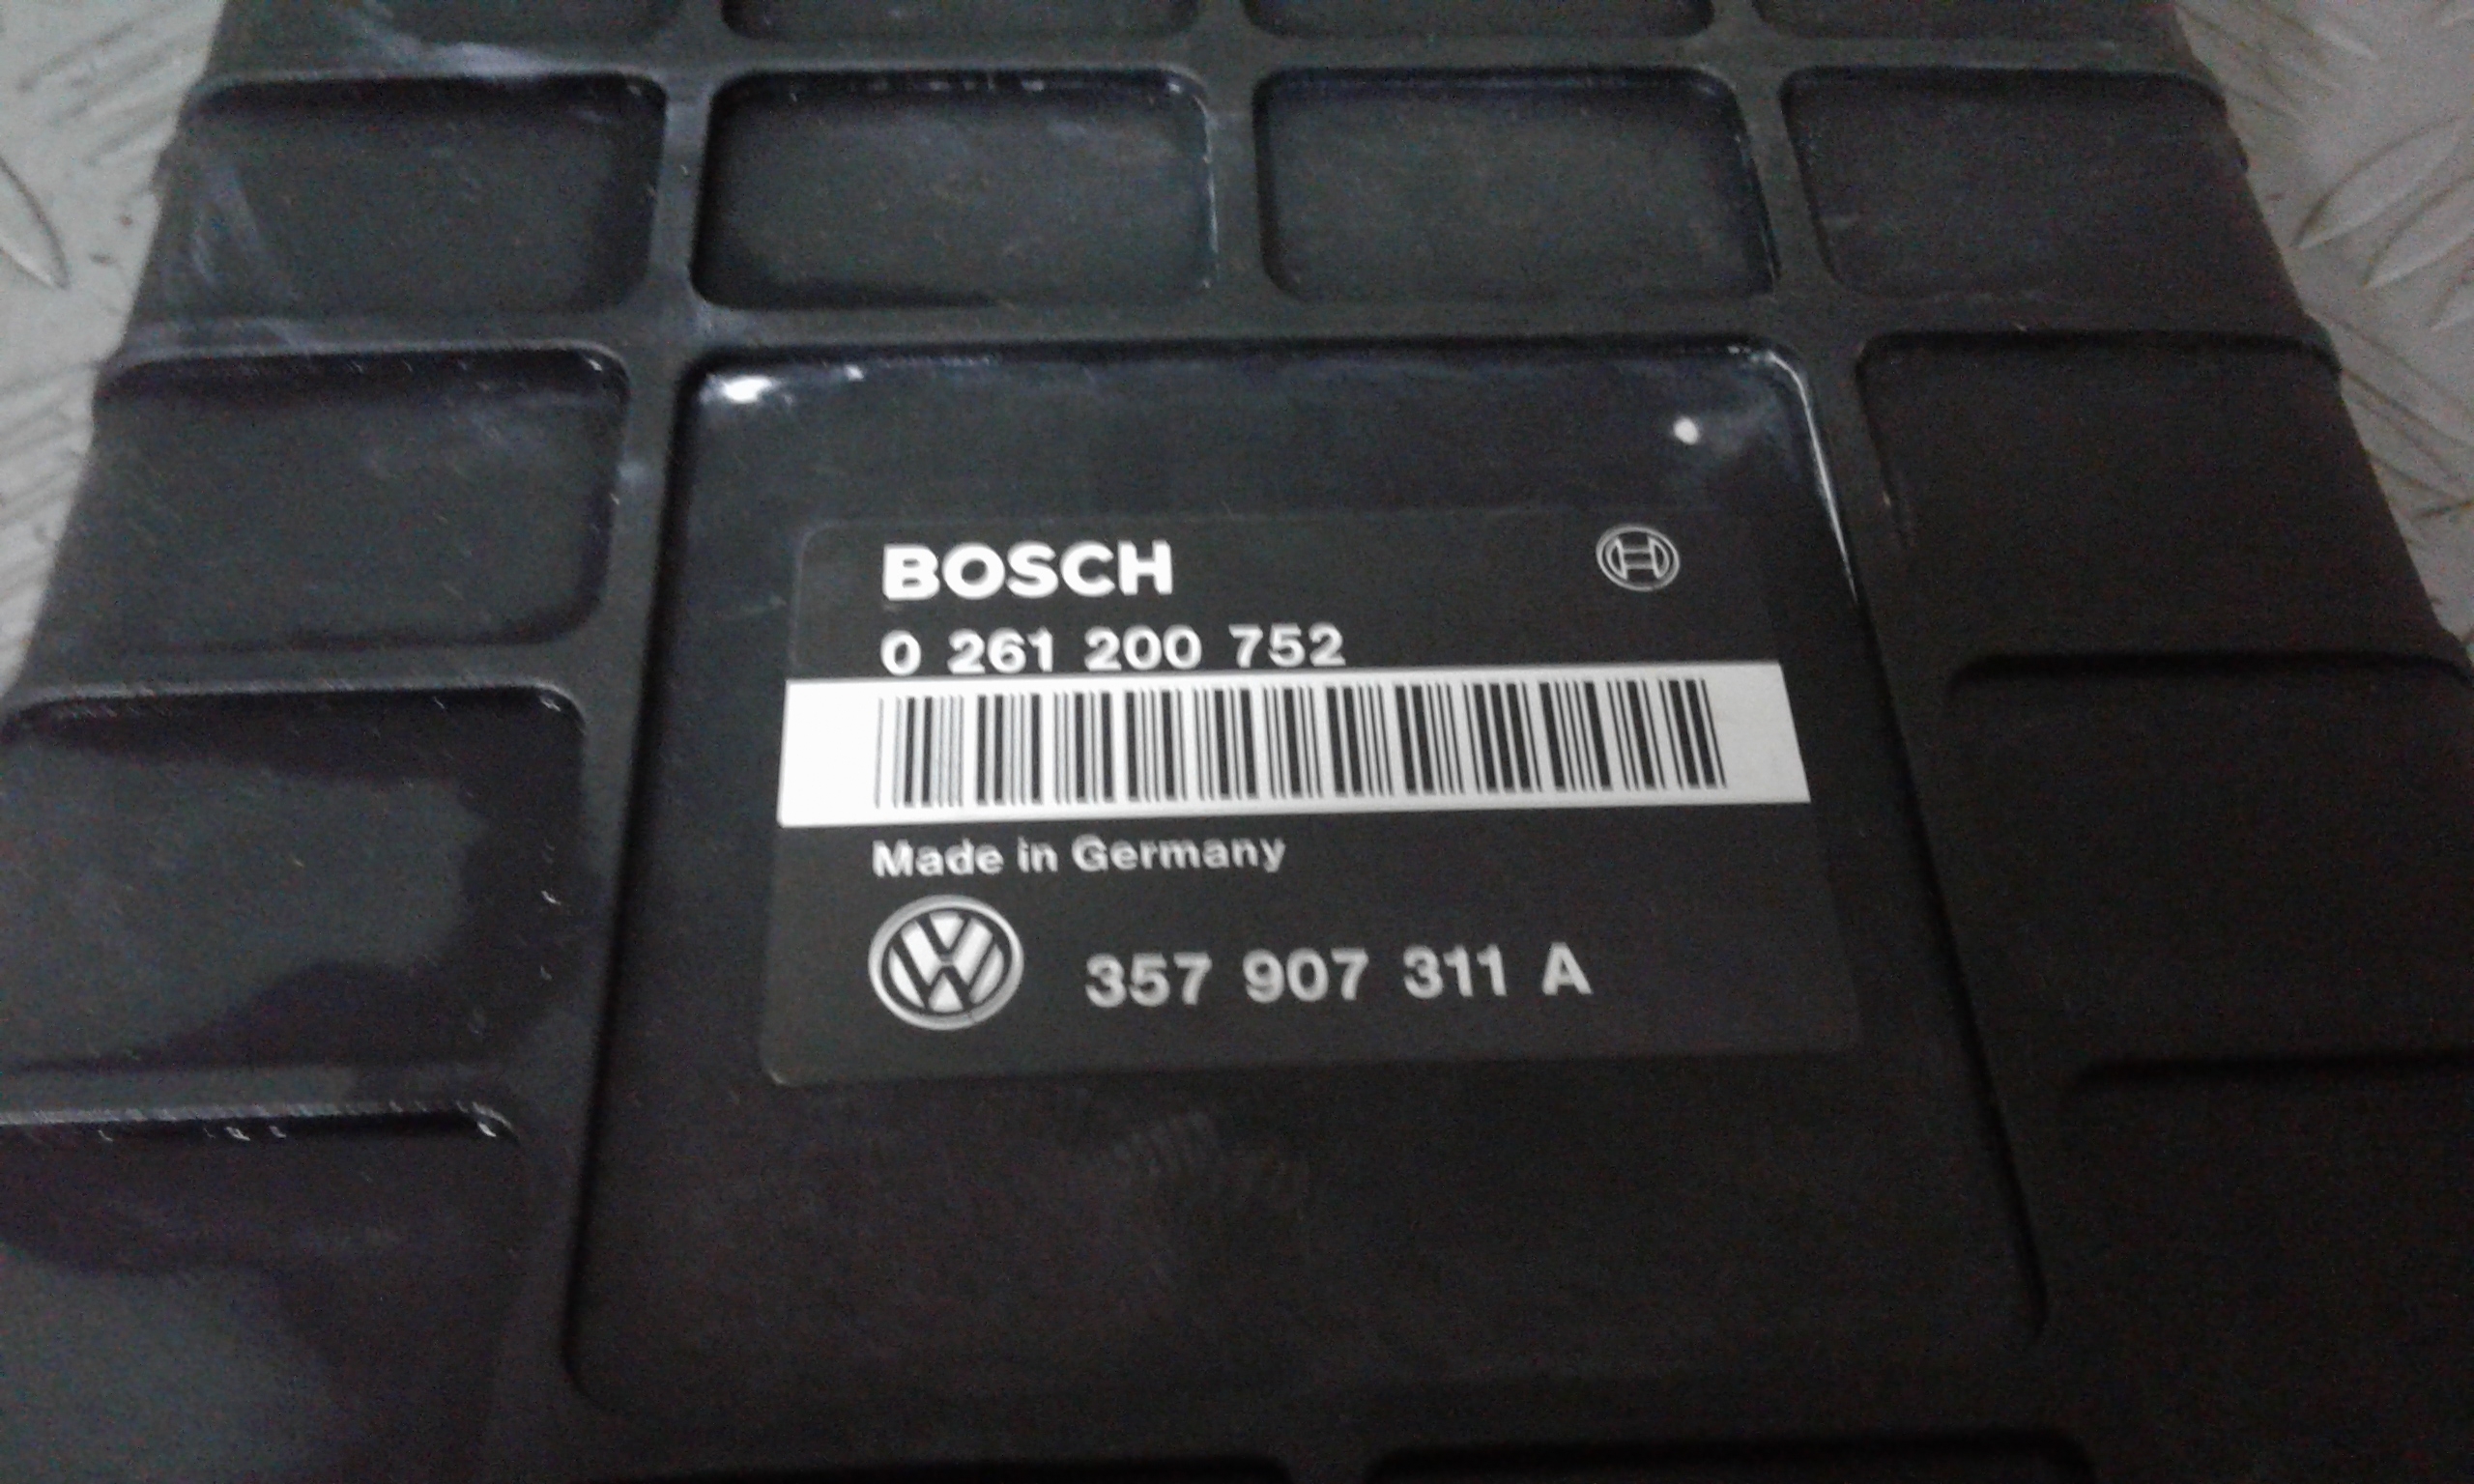 BOSCH
0 261 200 752
Made in Germany
357 907 311 A